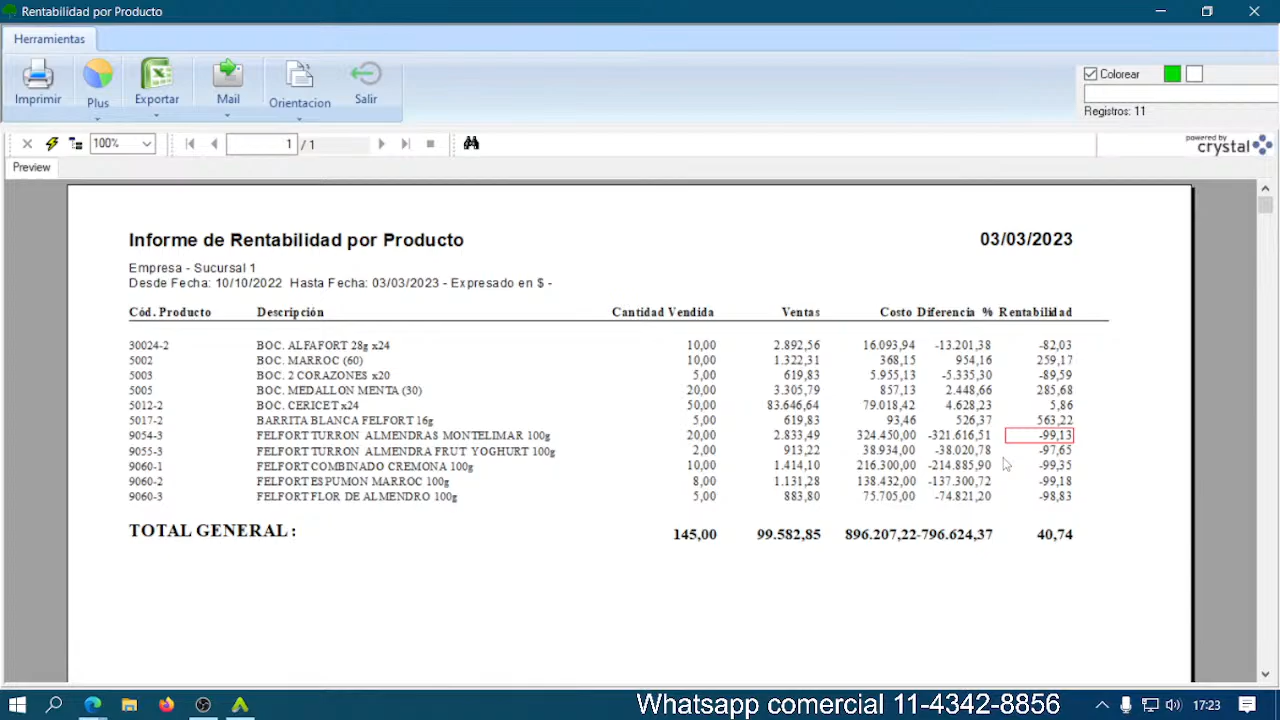 Rentabilidad por Producto
Herramientas
Imprimir Plus Exportar Mail Orientacion Salir
Colorear
Registros: 11
100% 1 / 1
powered by crystal
Preview
Informe de Rentabilidad por Producto 03/03/2023
Empresa - Sucursal 1
Desde Fecha: 10/10/2022 Hasta Fecha: 03/03/2023 - Expresado en $ -
Cód. Producto Descripción Cantidad Vendida Ventas Costo Diferencia % Rentabilidad
30024-2 BOC. ALFAFORT 28g x24 10,00 2.892,56 16.093,94 -13.201,38 -82,03
5002 BOC. MARROC (60) 10,00 1.322,31 368,15 954,16 259,17
5003 BOC. 2 CORAZONES x20 5,00 619,83 5.955,13 -5.335,30 -89,59
5005 BOC. MEDALLON MENTA (30) 20,00 3.305,79 857,13 2.448,66 285,68
5012-2 BOC. CERICET x24 50,00 83.646,64 79.018,42 4.628,23 5,86
5017-2 BARRITA BLANCA FELFORT 16g 5,00 619,83 93,46 526,37 563,22
9054-3 FELFORT TURRON ALMENDRAS MONTELIMAR 100g 20,00 2.833,49 324.450,00 -321.616,51 -99,13
9055-3 FELFORT TURRON ALMENDRA FRUT YOGHURT 100g 2,00 913,22 38.934,00 -38.020,78 -97,65
9060-1 FELFORT COMBINADO CREMONA 100g 10,00 1.414,10 216.300,00 -214.885,90 -99,35
9060-2 FELFORT ESPUMON MARROC 100g 8,00 1.131,28 138.432,00 -137.300,72 -99,18
9060-3 FELFORT FLOR DE ALMENDRO 100g 5,00 883,80 75.705,00 -74.821,20 -98,83
TOTAL GENERAL : 145,00 99.582,85 896.207,22-796.624,37 40,74
Whatsapp comercial 11-4342-8856
17:23